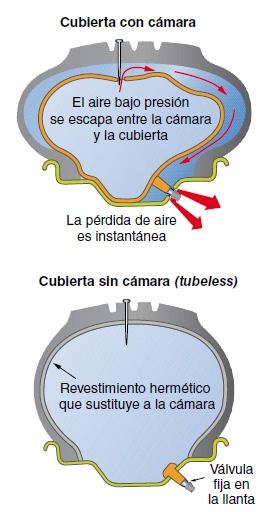 Cubierta con cámara
El aire bajo presión
se escapa entre la cámara
y la cubierta
La pérdida de aire
es instantánea
Cubierta sin cámara (tubeless)
Revestimiento hermético
que sustituye a la cámara
Válvula
fija en
la llanta